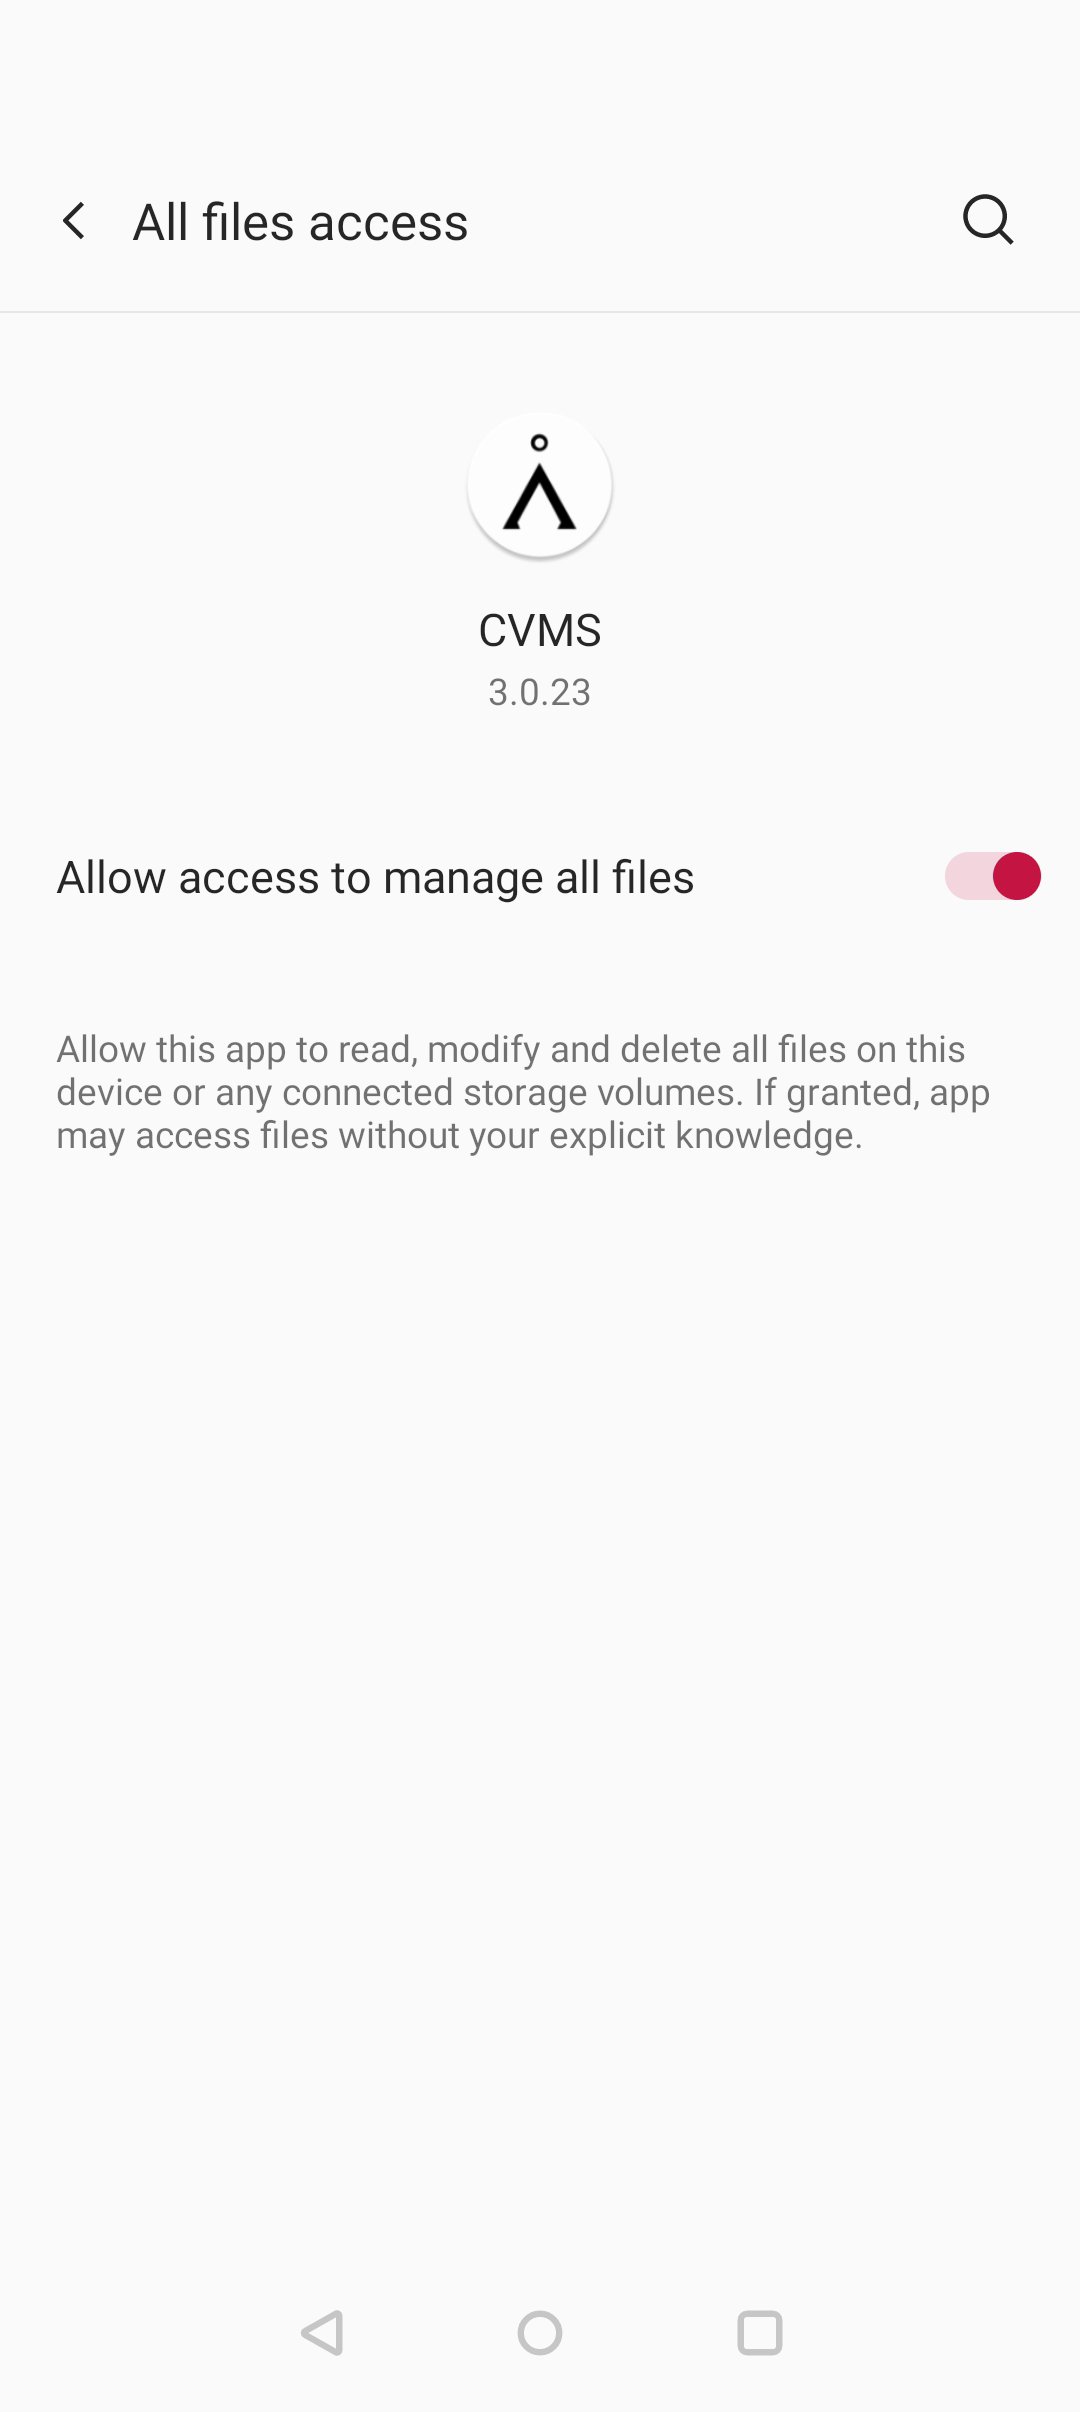 All files access
CVMS
3.0.23
Allow access to manage all files
Allow this app to read, modify and delete all files on this
device or any connected storage volumes. If granted, app
may access files without your explicit knowledge.